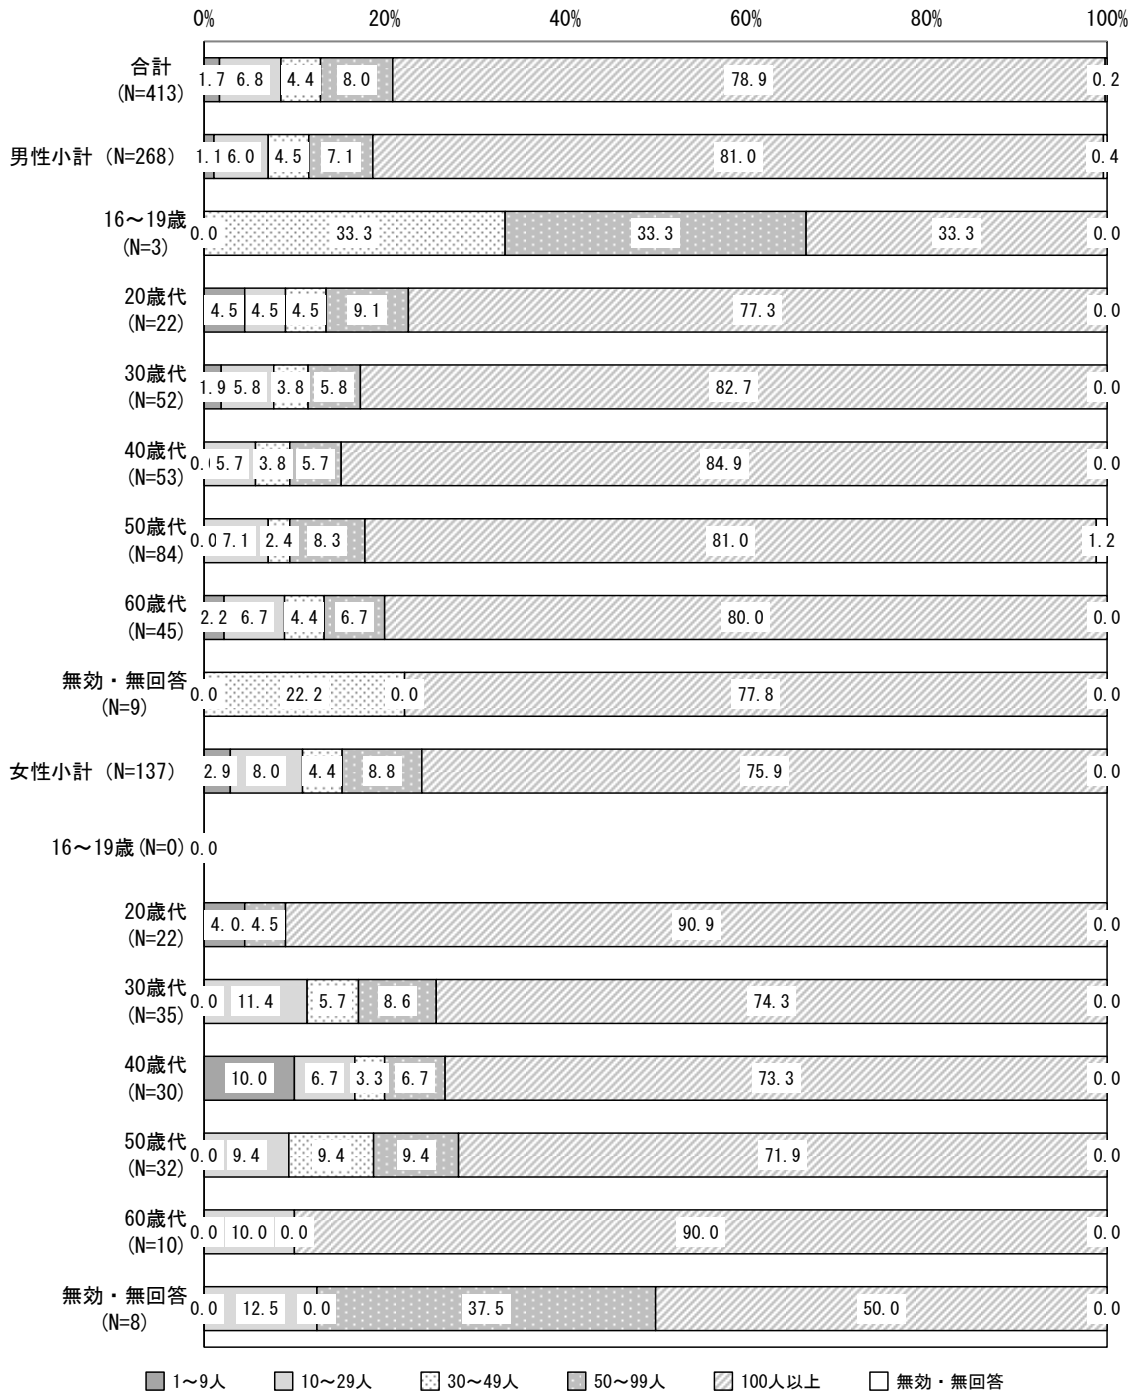 0% 20% 40% 60% 80% 100%
合計
(N=413)
1.7 6.8 4.4 8.0 78.9 0.2
男性小計 (N=268) 1.1 6.0 4.5 7.1 81.0 0.4
16～19歳
(N=3)
0.0 33.3 33.3 33.3 0.0
20歳代
(N=22)
4.5 4.5 4.5 9.1 77.3 0.0
30歳代
(N=52)
1.9 5.8 3.8 5.8 82.7 0.0
40歳代
(N=53)
5.7 3.8 5.7 84.9 0.0
50歳代
(N=84)
0.0 7.1 2.4 8.3 81.0 1.2
60歳代
(N=45)
2.2 6.7 4.4 6.7 80.0 0.0
無効・無回答
(N=9)
0.0 22.2 0.0 77.8 0.0
女性小計 (N=137) 2.9 8.0 4.4 8.8 75.9 0.0
16～19歳(N=0) 0.0
20歳代
(N=22)
4. 0. 4.5 90.9 0.0
30歳代
(N=35)
0.0 11.4 5.7 8.6 74.3 0.0
40歳代
(N=30)
10.0 6.7 3.3 6.7 73.3 0.0
50歳代
(N=32)
0.0 9.4 9.4 9.4 71.9 0.0
60歳代
(N=10)
0.0 10.0 0.0 90.0 0.0
無効・無回答
(N=8)
0.0 12.5 0.0 37.5 50.0 0.0
1～9人 10～29人 30～49人 50～99人 100人以上 無効・無回答